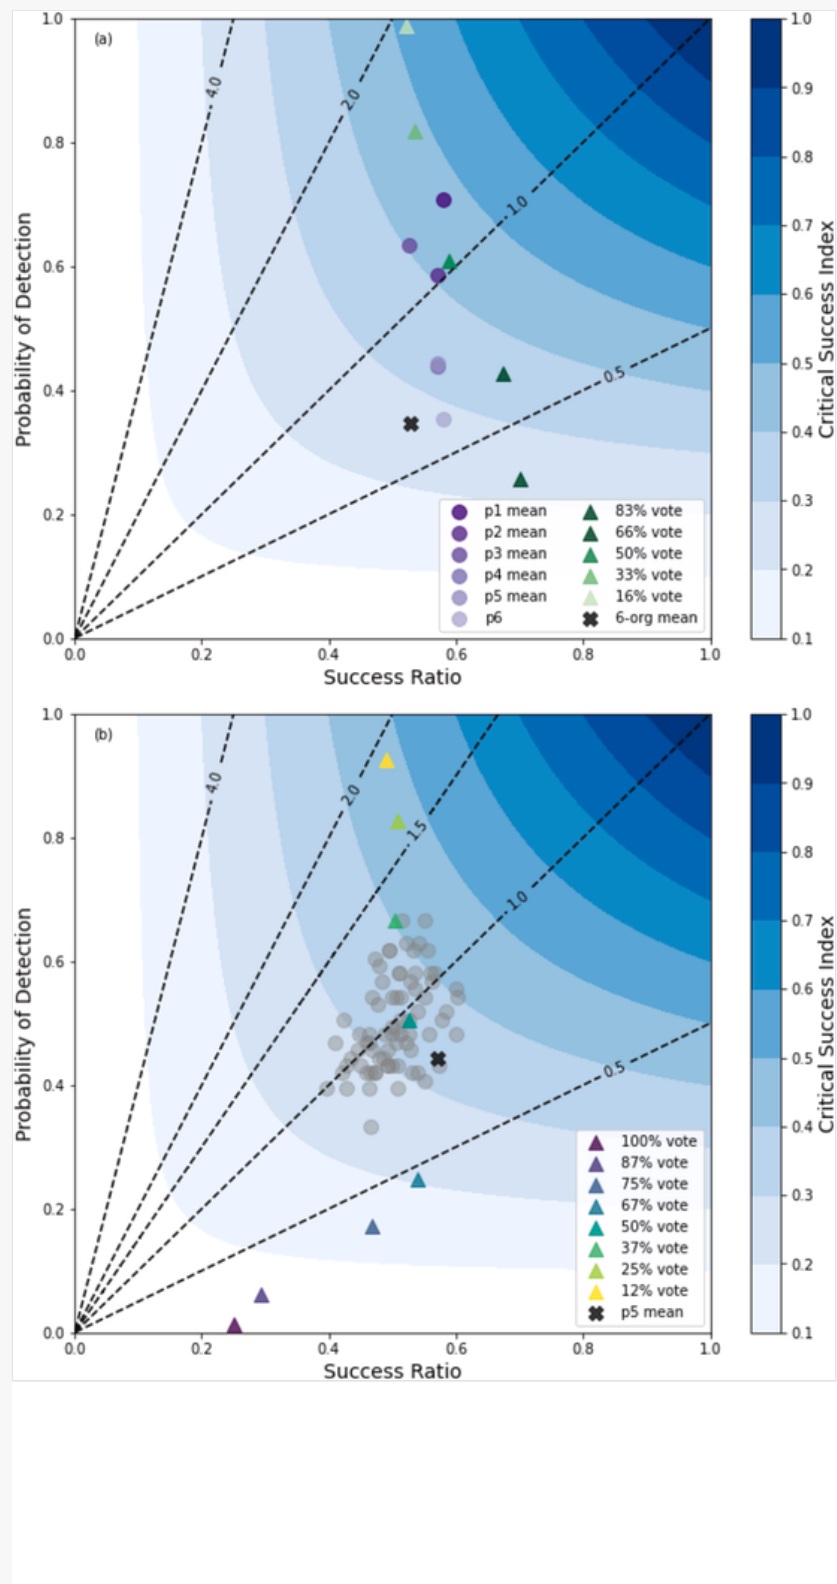 (a)
1.0
0.8
0.6
0.4
0.2
0.0
Probability of Detection
4.0
2.0
1.0
0.5
p1 mean
p2 mean
p3 mean
p4 mean
p5 mean
p6
83% vote
66% vote
50% vote
33% vote
16% vote
6-org mean
0.0 0.2 0.4 0.6 0.8 1.0
Success Ratio
1.0
0.9
0.8
0.7
0.6
0.5
0.4
0.3
0.2
0.1
Critical Success Index
(b)
1.0
0.8
0.6
0.4
0.2
0.0
Probability of Detection
4.0
2.0
1.5
1.0
0.5
100% vote
87% vote
75% vote
67% vote
50% vote
37% vote
25% vote
12% vote
p5 mean
0.0 0.2 0.4 0.6 0.8 1.0
Success Ratio
1.0
0.9
0.8
0.7
0.6
0.5
0.4
0.3
0.2
0.1
Critical Success Index